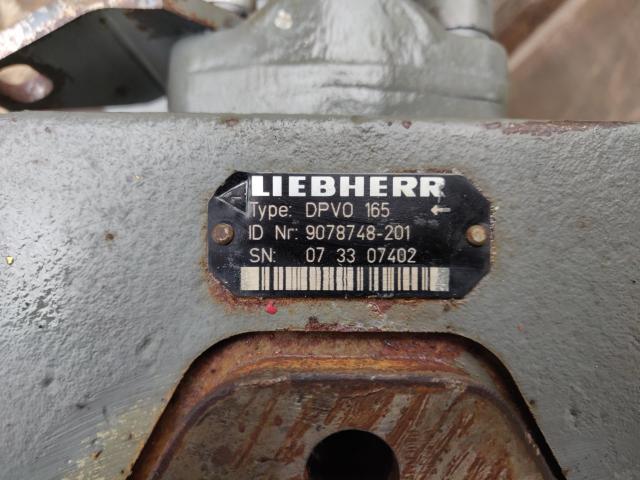 LIEBHERR
Type: DPVO 165 ←
ID Nr: 9078748-201
SN: 07 33 07402